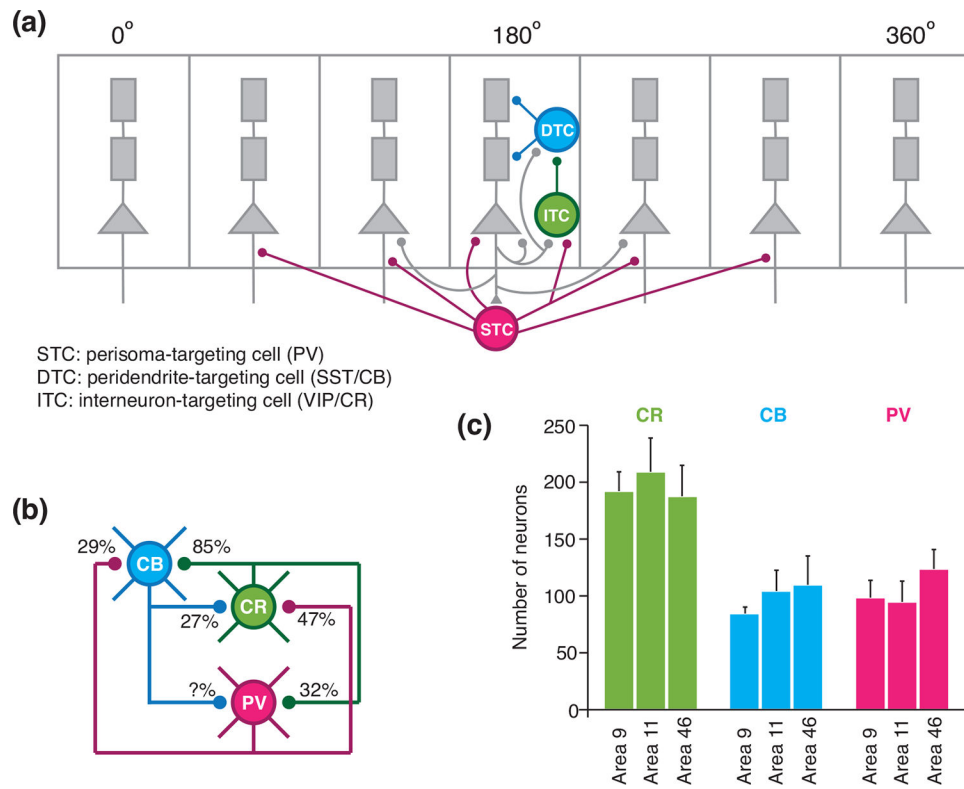 (a)
0° 180° 360°
DTC
ITC
STC
STC: perisoma-targeting cell (PV)
DTC: peridendrite-targeting cell (SST/CB)
ITC: interneuron-targeting cell (VIP/CR)
(b)
29% CB 85%
27% CR 47%
?% PV 32%
(c)
CR CB PV
Number of neurons
250
200
150
100
50
0
Area 9 Area 11 Area 46 Area 9 Area 11 Area 46 Area 9 Area 11 Area 46